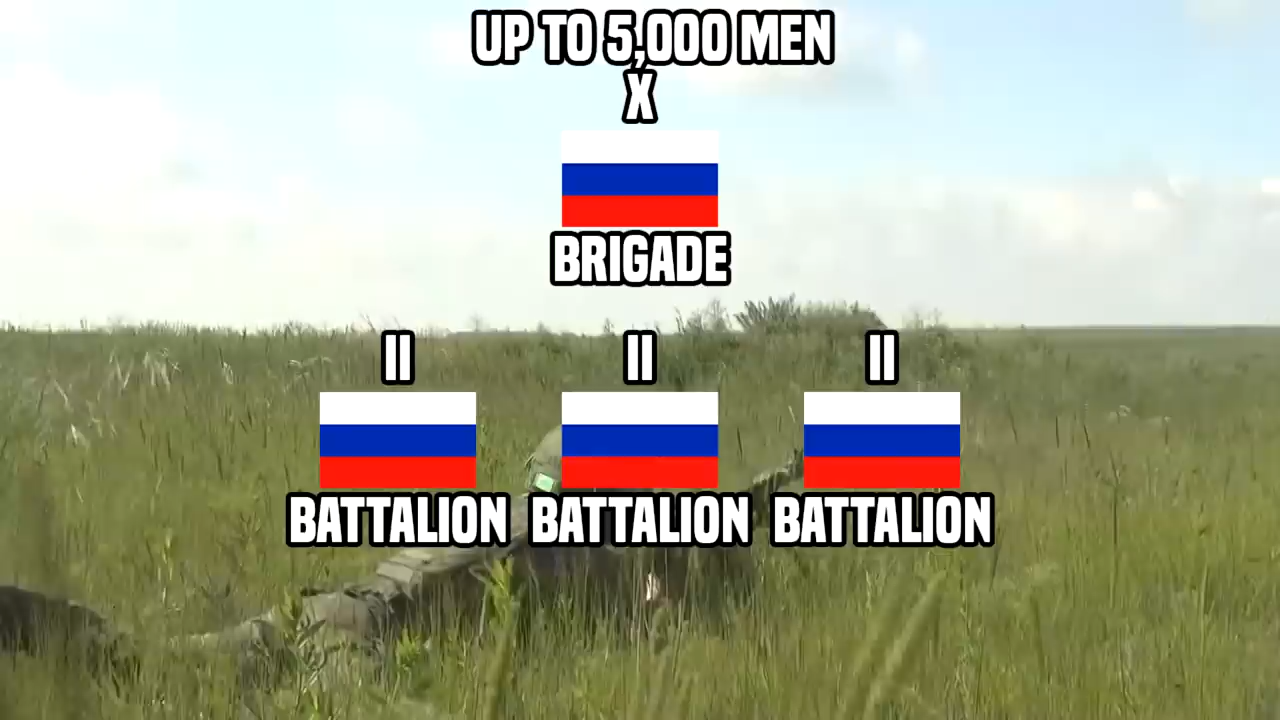 UP TO 5,000 MEN
X
BRIGADE
II II II
BATTALION BATTALION BATTALION